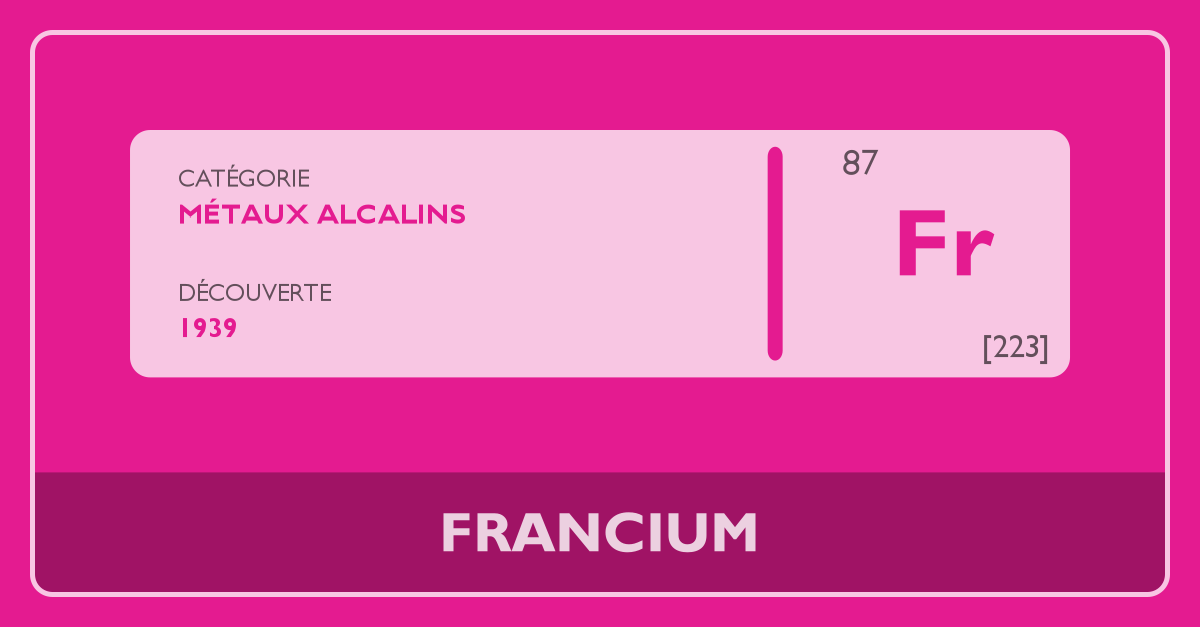 CATÉGORIE
MÉTAUX ALCALINS
DÉCOUVERTE
1939
87
Fr
[223]
FRANCIUM